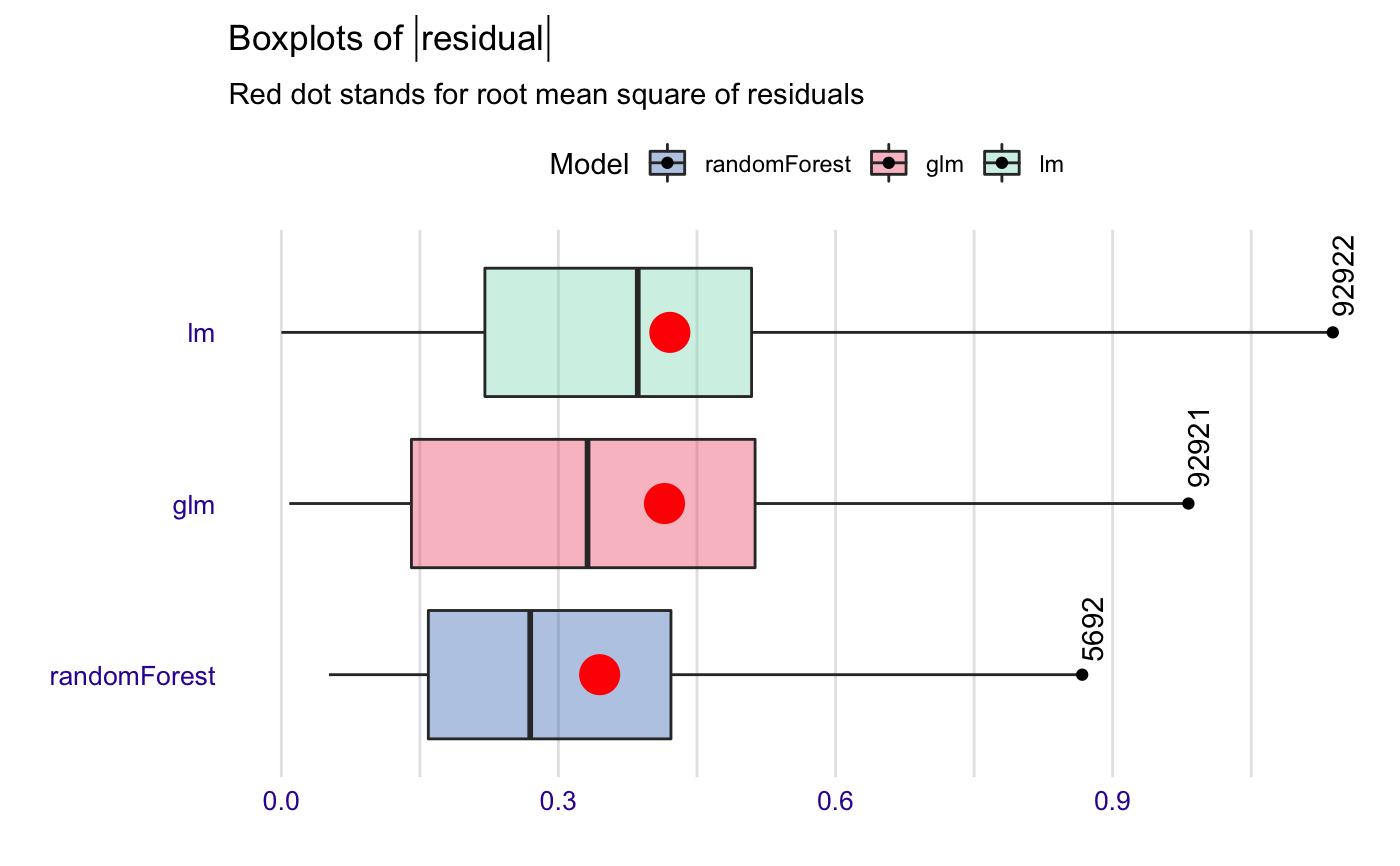 Boxplots of |residual|
Red dot stands for root mean square of residuals
Model randomForest glm lm
92922
lm
92921
glm
5692
randomForest
0.0 0.3 0.6 0.9